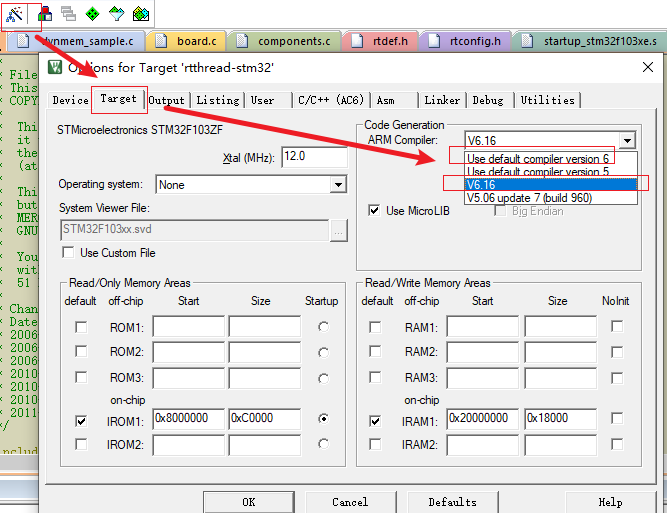 dynmem_sample.c board.c components.c rtdef.h rtconfig.h startup_stm32f103xe.s
Options for Target 'rtthread-stm32'
Device Target Output Listing User C/C++ (AC6) Asm Linker Debug Utilities
* File
* This
* COPY
* This
* it
* the
* (at
* This
* but
* MER
* GNU
* You
* with
* 51
* Chan
* Date
* 2006
* 2006
* 2010
* 2010
* 2010
* 2011
*/
STMicroelectronics STM32F103ZF
Xtal (MHz): 12.0
Operating system: None
System Viewer File:
STM32F103xx.svd ...
Use Custom File
Code Generation
ARM Compiler: V6.16
Use default compiler version 6
Use default compiler version 5
V6.16
V5.06 update 7 (build 960)
Use MicroLIB Big Endian
Read/Only Memory Areas
default off-chip Start Size Startup
ROM1:
ROM2:
ROM3:
on-chip
IROM1: 0x8000000 0xC0000
IROM2:
Read/Write Memory Areas
default off-chip Start Size NoInit
RAM1:
RAM2:
RAM3:
on-chip
IRAM1: 0x20000000 0x18000
IRAM2:
OK Cancel Defaults Help